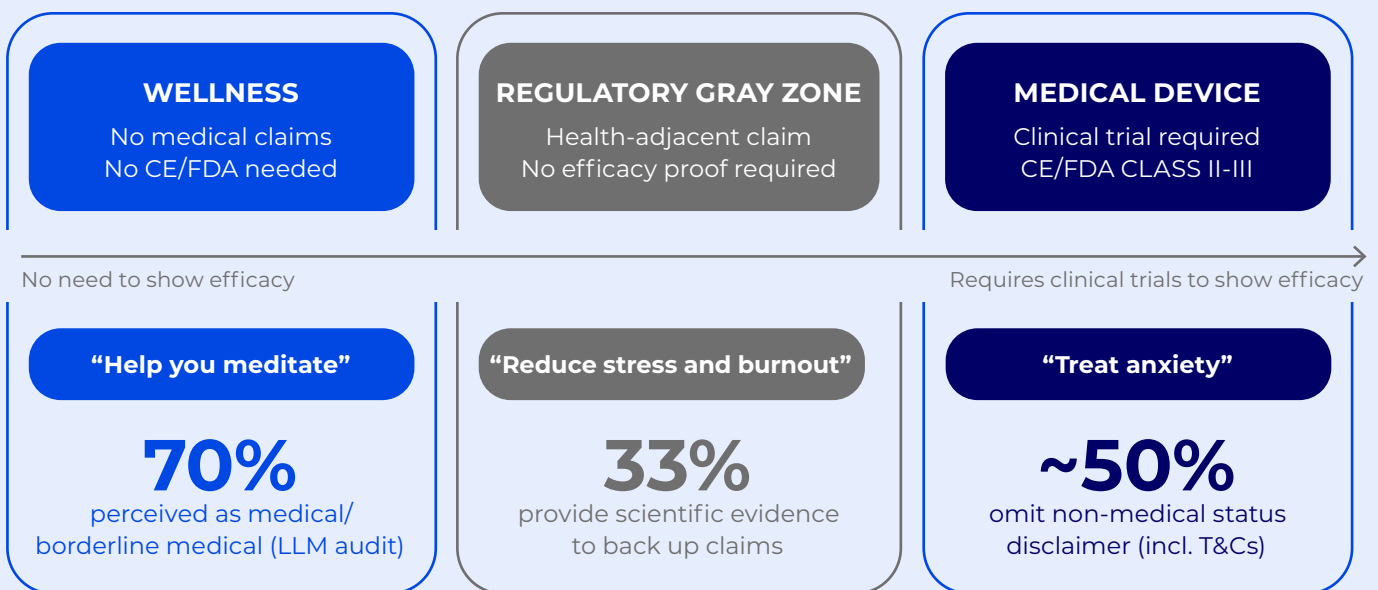 WELLNESS
No medical claims
No CE/FDA needed
REGULATORY GRAY ZONE
Health-adjacent claim
No efficacy proof required
MEDICAL DEVICE
Clinical trial required
CE/FDA CLASS II-III
No need to show efficacy
Requires clinical trials to show efficacy
“Help you meditate”
70%
perceived as medical/
borderline medical (LLM audit)
“Reduce stress and burnout”
33%
provide scientific evidence
to back up claims
“Treat anxiety”
~50%
omit non-medical status
disclaimer (incl. T&Cs)